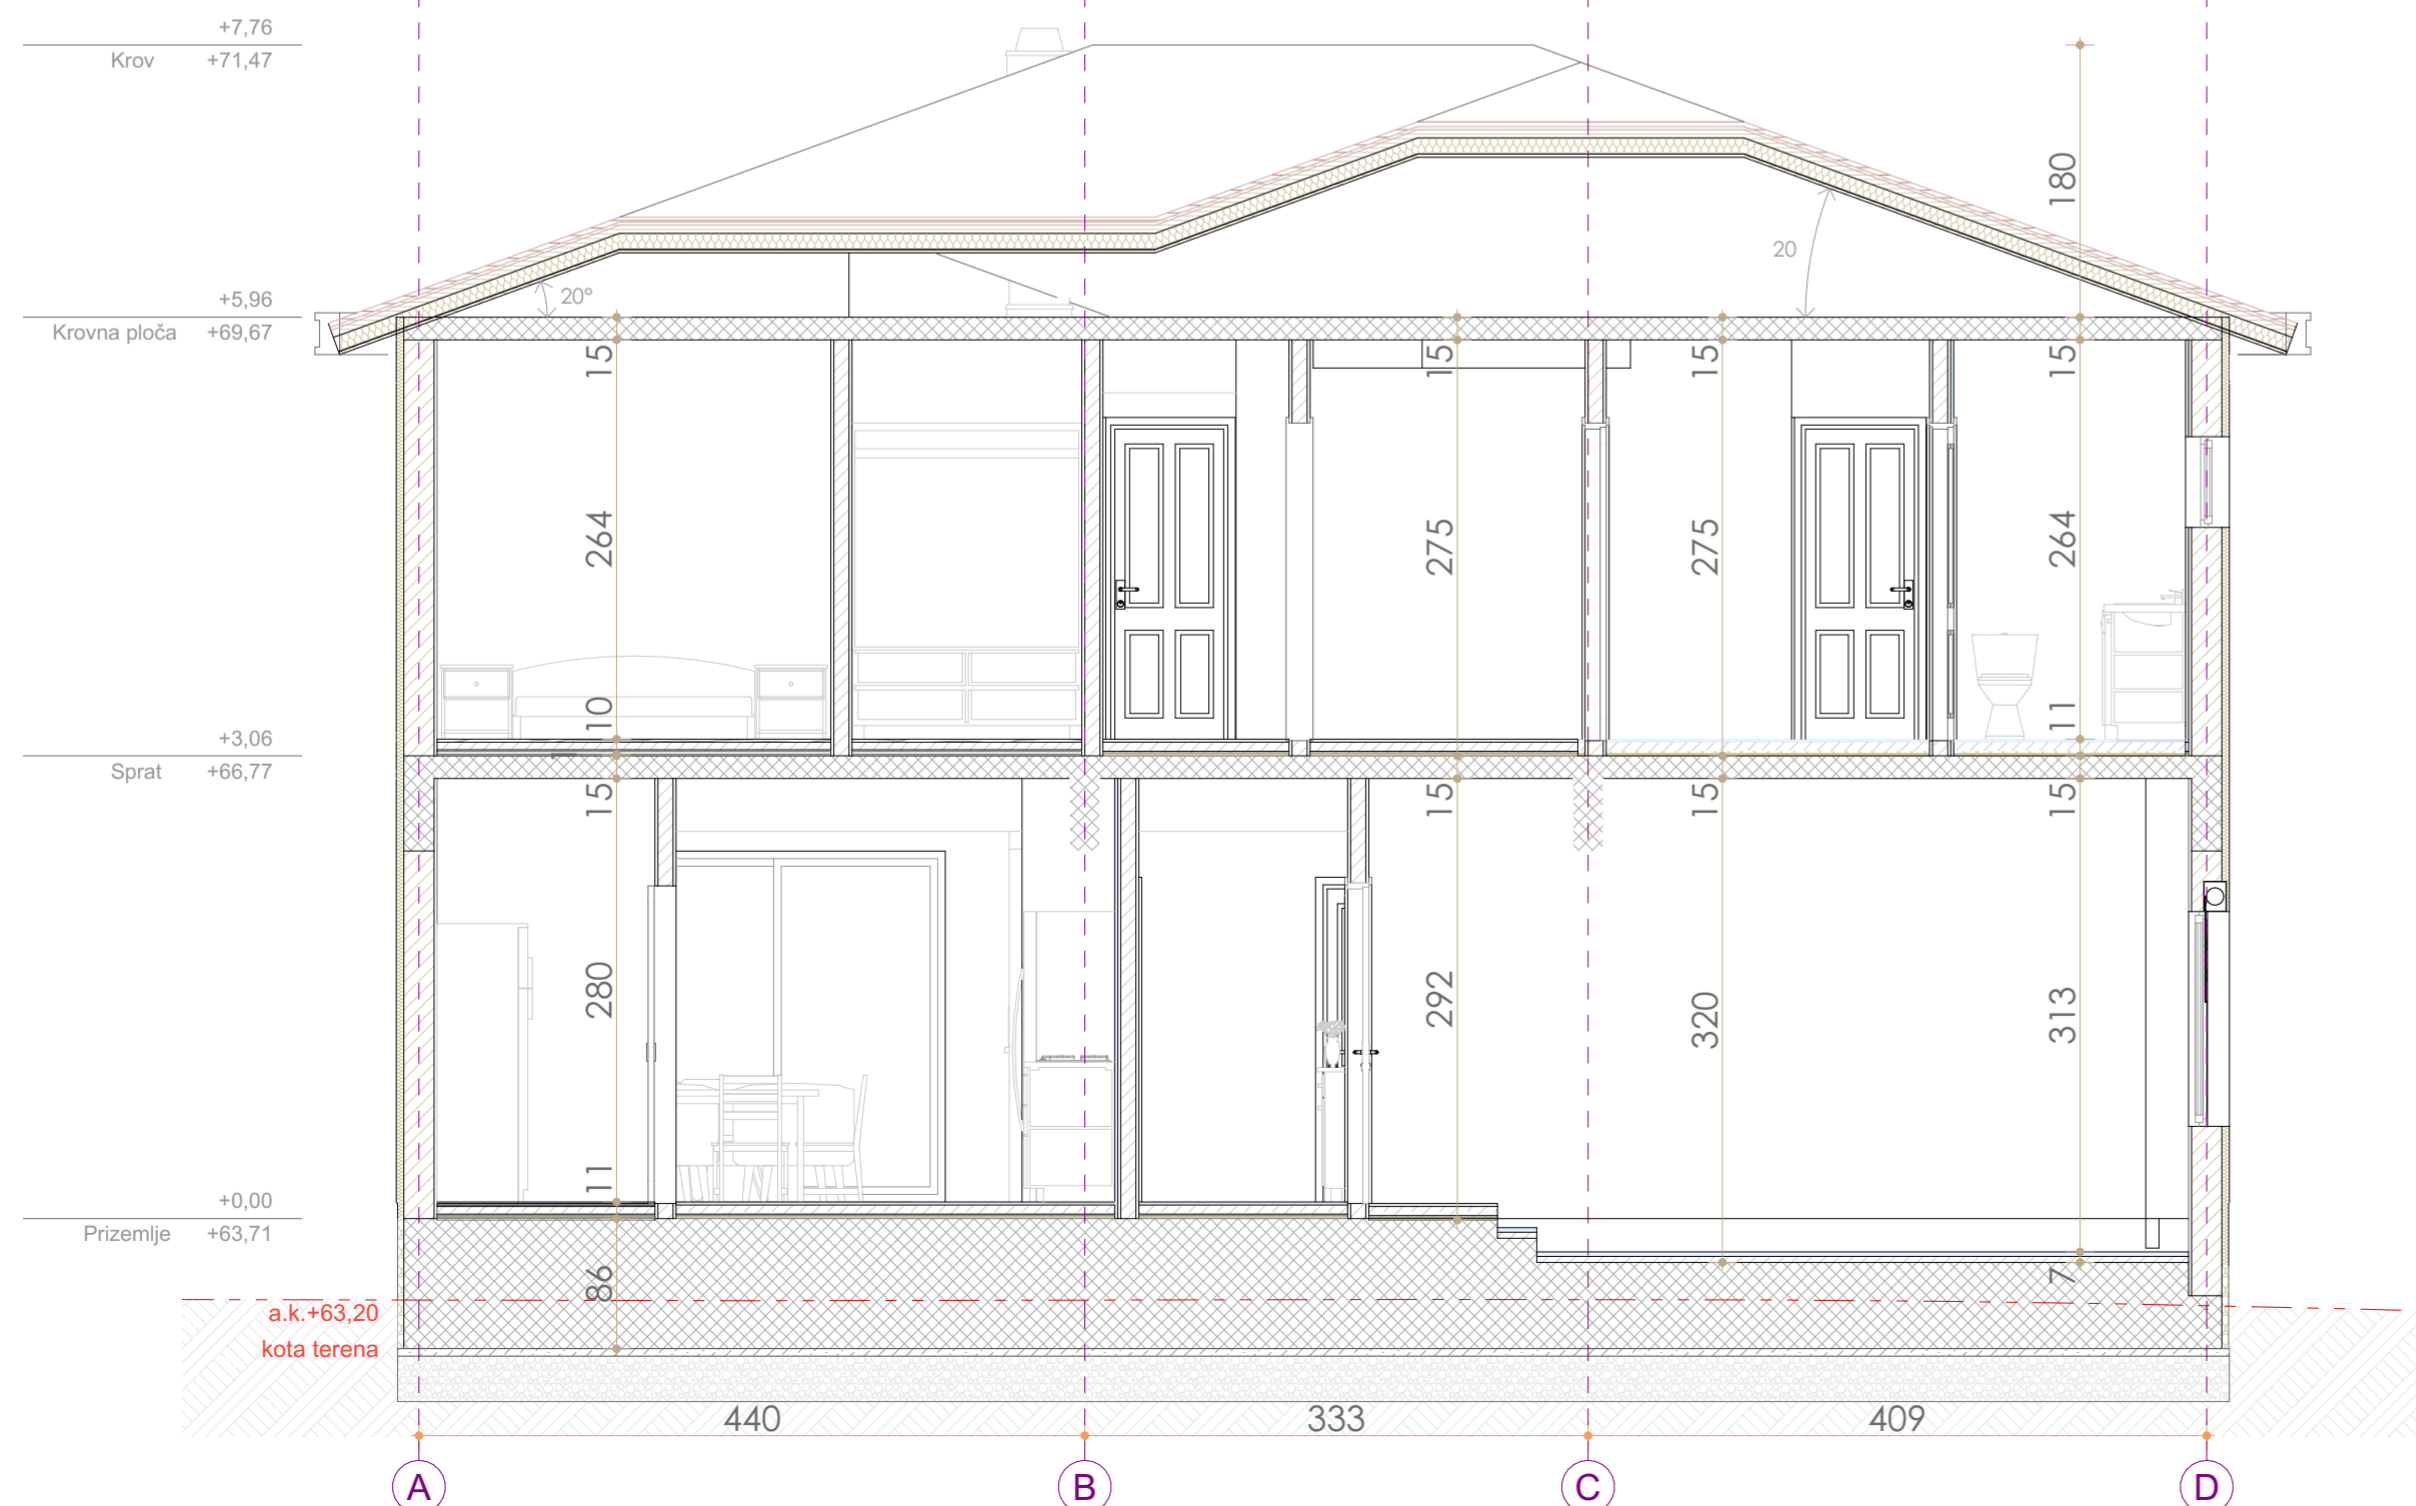 +7,76
Krov +71,47
180
20
20°
+5,96
Krovna ploča +69,67
15 15 15 15
264 275 275 264
10 11
+3,06
Sprat +66,77
1
15 15 15 15
280 292 320 313
11
+0,00
Prizemlje +63,71
86 7
a.k.+63,20
kota terena
440 333 409
A B C D